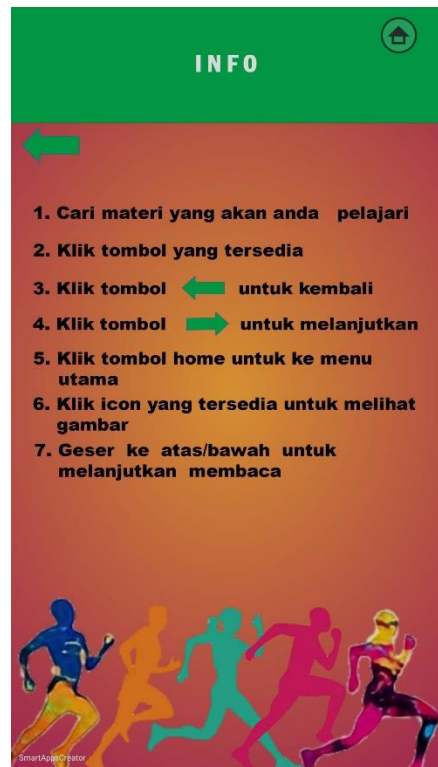 INFO
1. Cari materi yang akan anda pelajari
2. Klik tombol yang tersedia
3. Klik tombol untuk kembali
4. Klik tombol untuk melanjutkan
5. Klik tombol home untuk ke menu
utama
6. Klik icon yang tersedia untuk melihat
gambar
7. Geser ke atas/bawah untuk
melanjutkan membaca
SmartAppsCreator